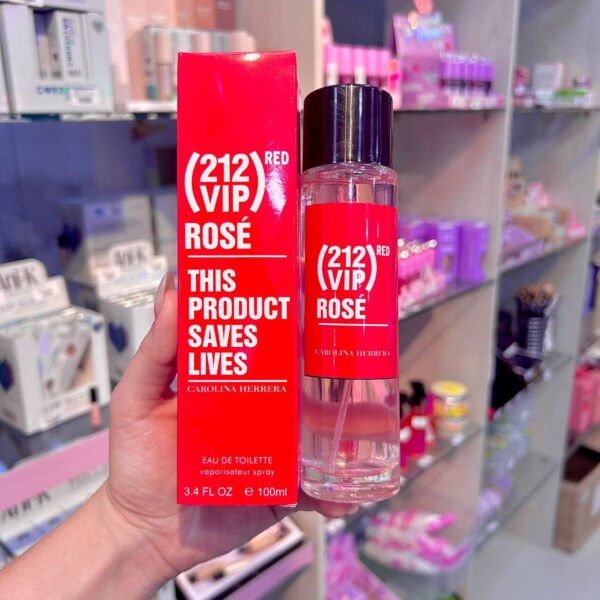 (212 VIP) RED
ROSÉ
THIS
PRODUCT
SAVES
LIVES
CAROLINA HERRERA
EAU DE TOILETTE
vaporisateur spray
3.4 FL OZ e 100ml
(212 VIP) RED
ROSÉ
CAROLINA HERRERA